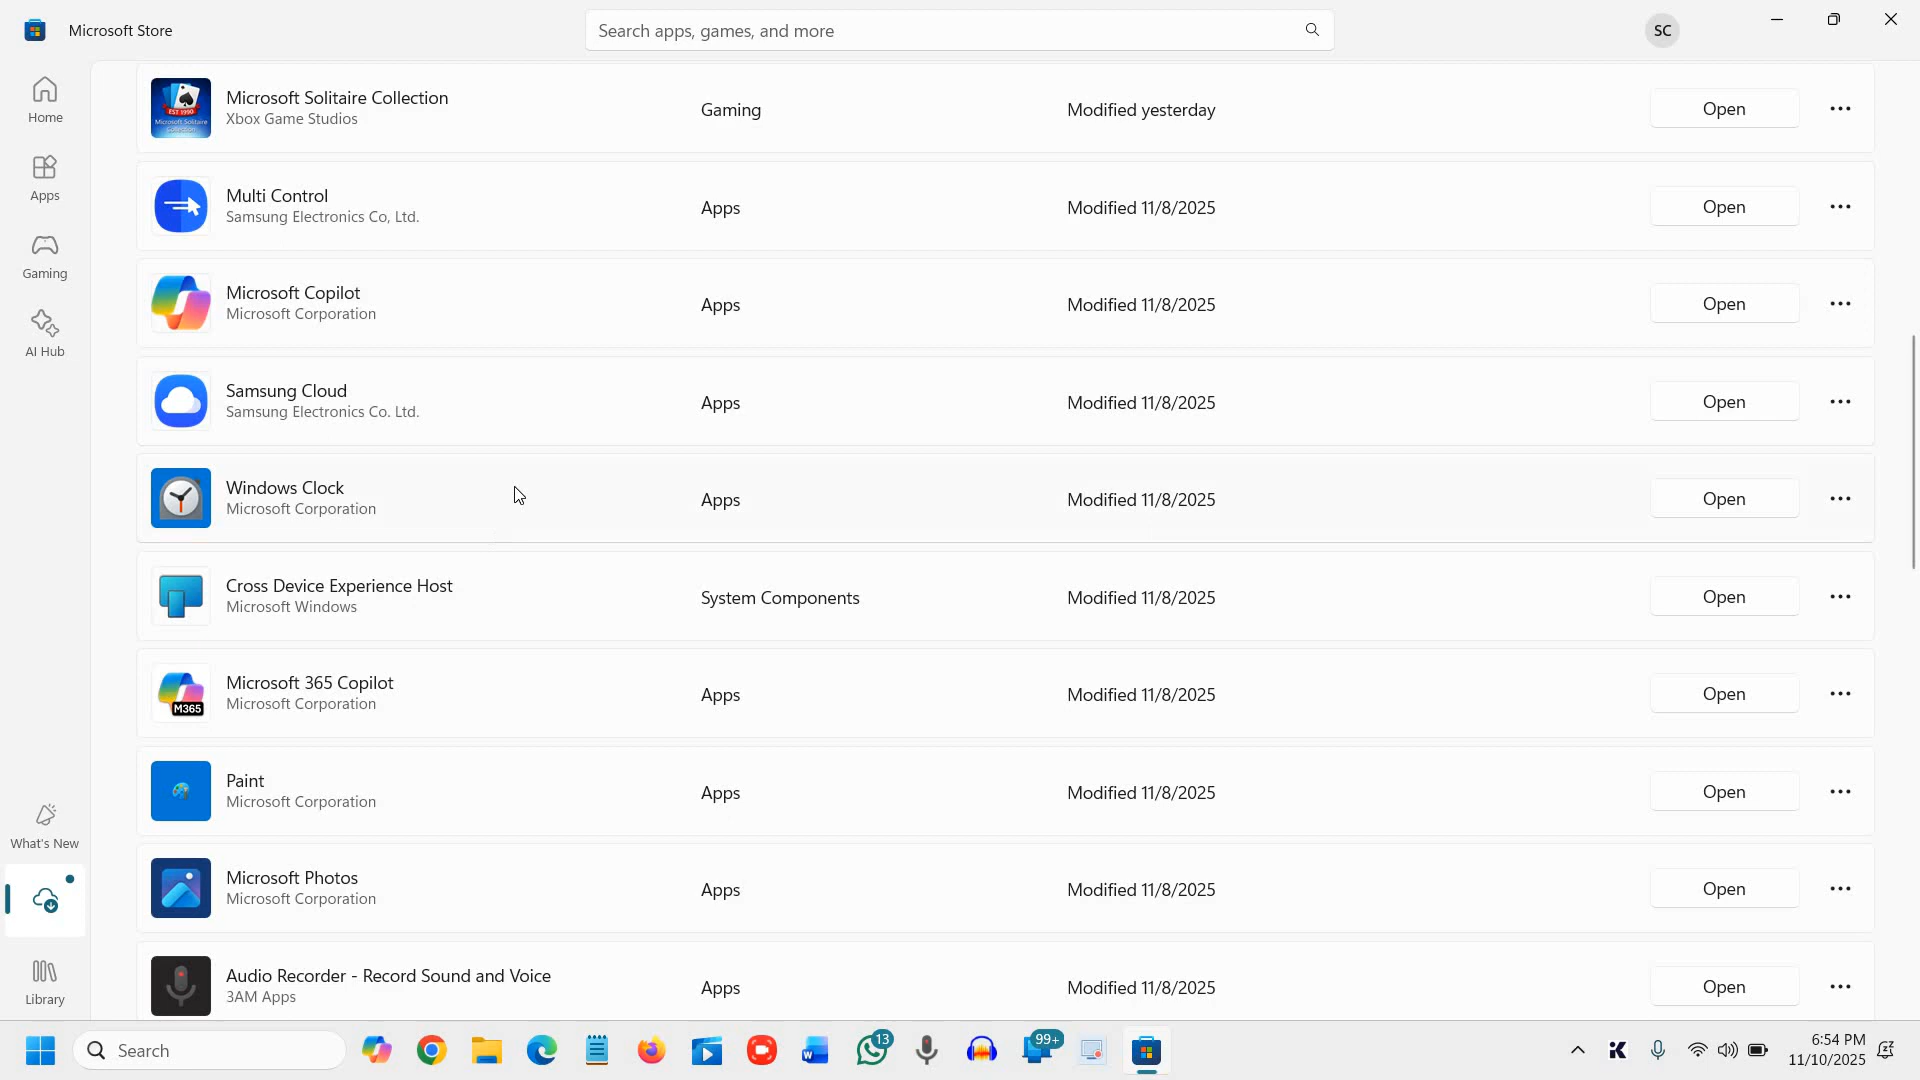 Microsoft Store
Search apps, games, and more
SC
Home
Apps
Gaming
AI Hub
What's New
Library
Microsoft Solitaire Collection
Xbox Game Studios
Gaming
Modified yesterday
Open
Multi Control
Samsung Electronics Co, Ltd.
Apps
Modified 11/8/2025
Open
Microsoft Copilot
Microsoft Corporation
Apps
Modified 11/8/2025
Open
Samsung Cloud
Samsung Electronics Co. Ltd.
Apps
Modified 11/8/2025
Open
Windows Clock
Microsoft Corporation
Apps
Modified 11/8/2025
Open
Cross Device Experience Host
Microsoft Windows
System Components
Modified 11/8/2025
Open
Microsoft 365 Copilot
Microsoft Corporation
M365
Apps
Modified 11/8/2025
Open
Paint
Microsoft Corporation
Apps
Modified 11/8/2025
Open
Microsoft Photos
Microsoft Corporation
Apps
Modified 11/8/2025
Open
Audio Recorder - Record Sound and Voice
3AM Apps
Apps
Modified 11/8/2025
Open
Search
13
99+
6:54 PM
11/10/2025